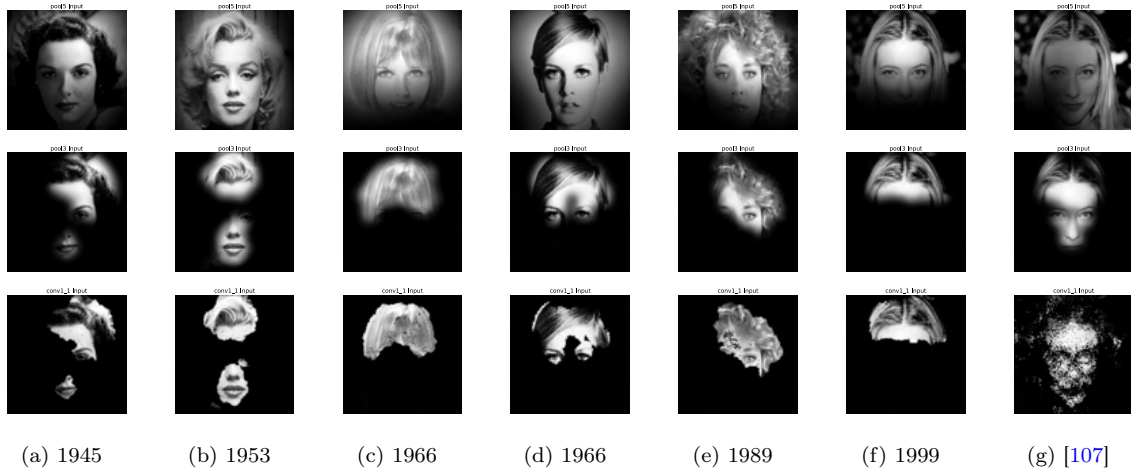 pool5 Input pool5 Input pool5 Input pool5 Input pool5 Input pool5 Input pool5 Input
pool3 Input pool3 Input pool3 Input pool3 Input pool3 Input pool3 Input pool3 Input
conv1_1 Input conv1_1 Input conv1_1 Input conv1_1 Input conv1_1 Input conv1_1 Input conv1_1 Input
(a) 1945 (b) 1953 (c) 1966 (d) 1966 (e) 1989 (f) 1999 (g) [107]